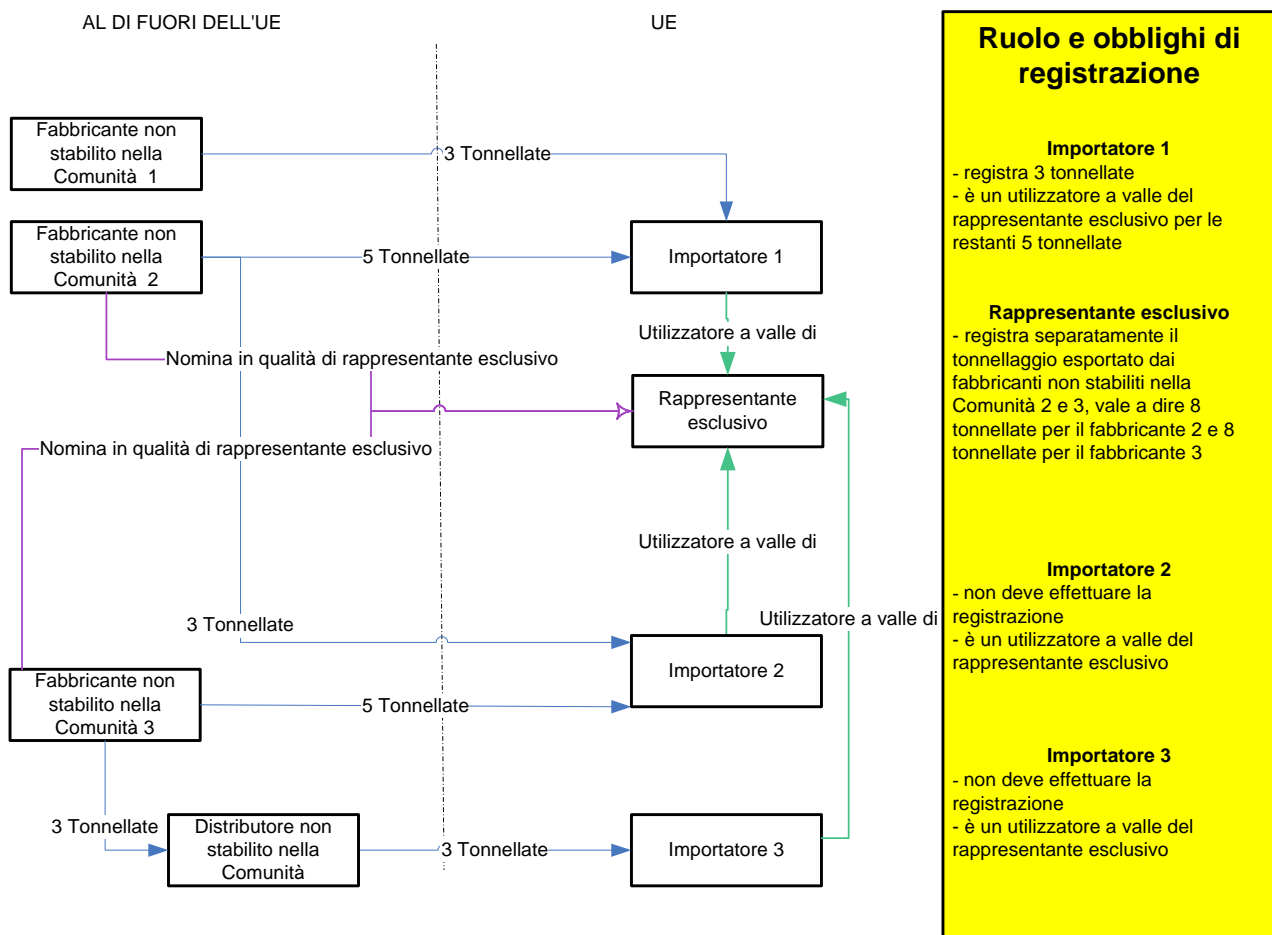 AL DI FUORI DELL'UE
UE
Fabbricante non
stabilito nella
Comunità 1
3 Tonnellate
Fabbricante non
stabilito nella
Comunità 2
5 Tonnellate
Importatore 1
Utilizzatore a valle di
Nomina in qualità di rappresentante esclusivo
Rappresentante
esclusivo
Nomina in qualità di rappresentante esclusivo
Utilizzatore a valle di
3 Tonnellate
Utilizzatore a valle di
Fabbricante non
stabilito nella
Comunità 3
5 Tonnellate
Importatore 2
3 Tonnellate
Distributore non
stabilito nella
Comunità
3 Tonnellate
Importatore 3
Ruolo e obblighi di
registrazione
Importatore 1
- registra 3 tonnellate
- è un utilizzatore a valle del
rappresentante esclusivo per le
restanti 5 tonnellate
Rappresentante esclusivo
- registra separatamente il
tonnellaggio esportato dai
fabbricanti non stabiliti nella
Comunità 2 e 3, vale a dire 8
tonnellate per il fabbricante 2 e 8
tonnellate per il fabbricante 3
Importatore 2
- non deve effettuare la
registrazione
- è un utilizzatore a valle del
rappresentante esclusivo
Importatore 3
- non deve effettuare la
registrazione
- è un utilizzatore a valle del
rappresentante esclusivo